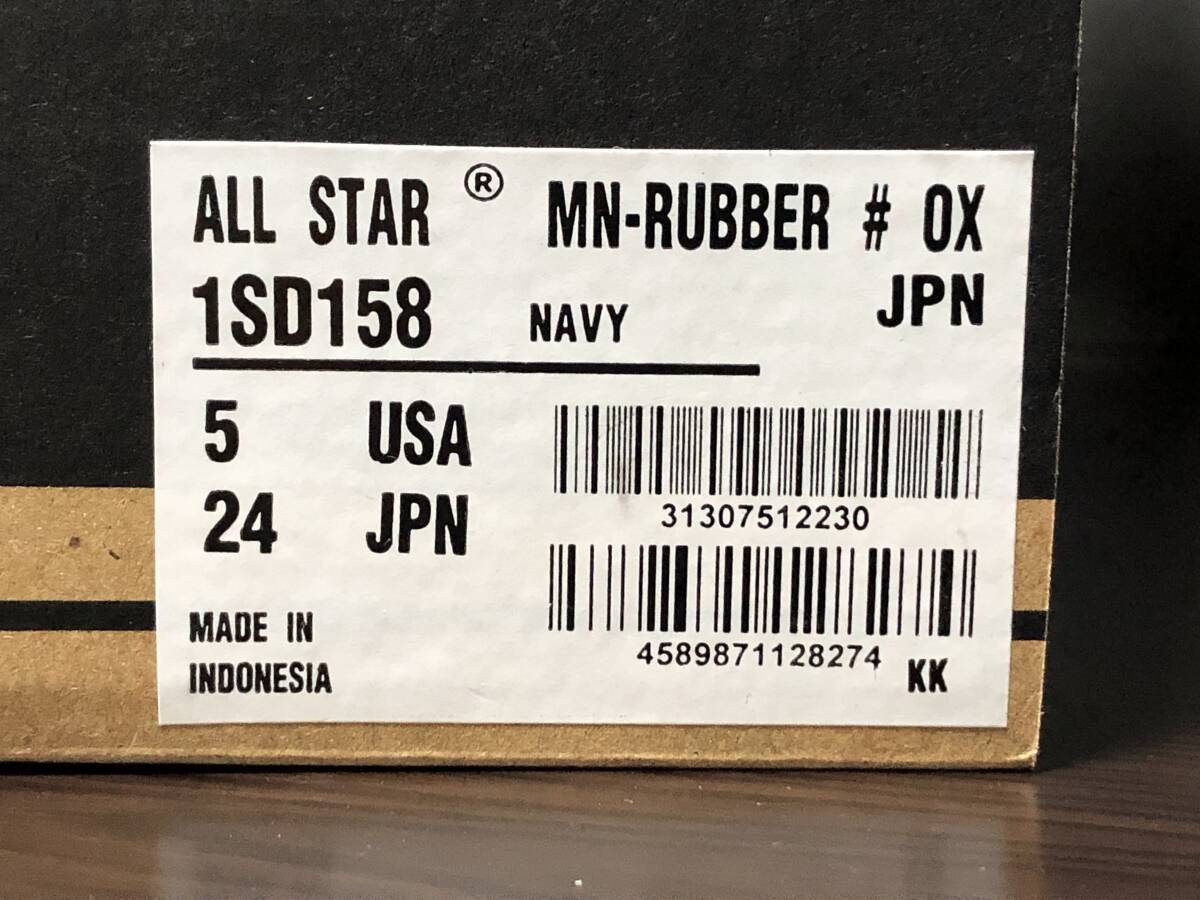 ALL STAR ® MN-RUBBER # OX
1SD158 NAVY JPN
5 USA
24 JPN
31307512230
MADE IN
INDONESIA
4589871128274 KK